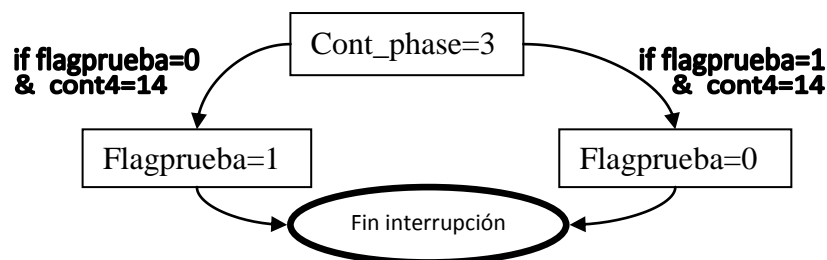 Cont_phase=3
if flagprueba=0
& cont4=14
if flagprueba=1
& cont4=14
Flagprueba=1
Flagprueba=0
Fin interrupción